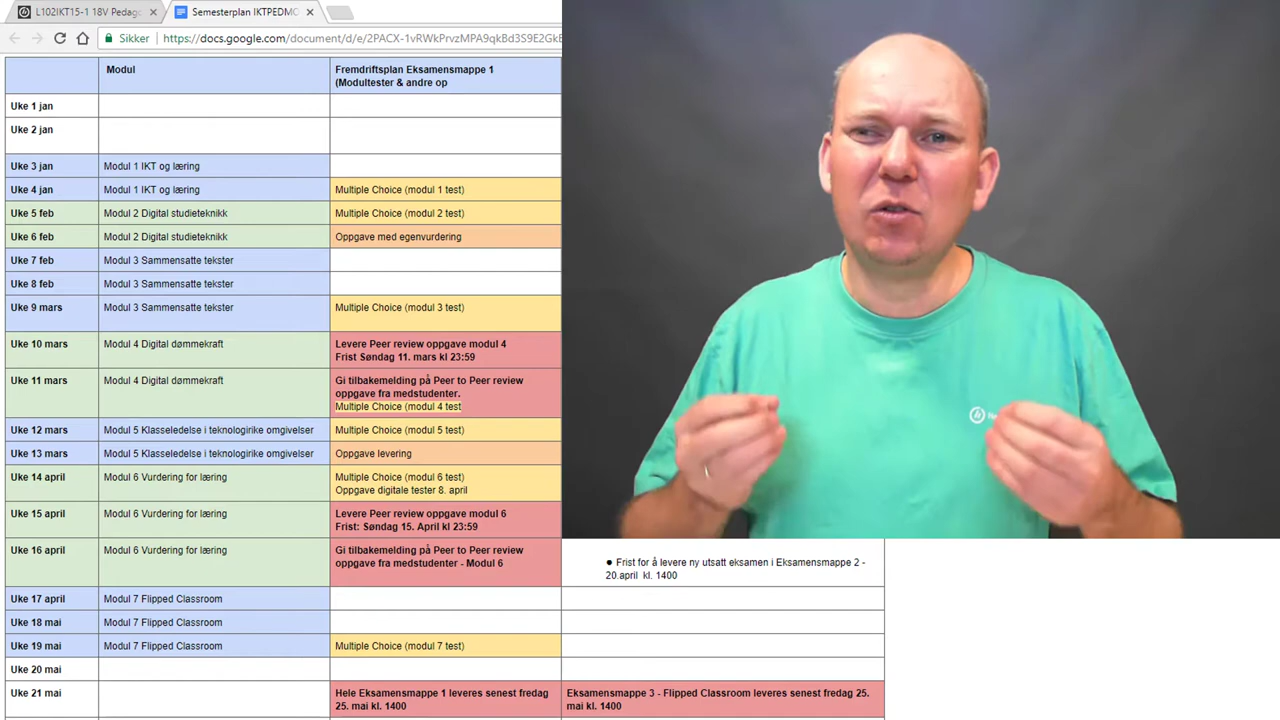 L102IKT15-1 18V Pedago
Semesterplan IKTPEDMO
Sikker
https://docs.google.com/document/d/e/2PACX-1vRWkPrvzMPA9qkBd3S9E2GkE
Modul
Fremdriftsplan Eksamensmappe 1
(Modultester & andre op
Uke 1 jan
Uke 2 jan
Uke 3 jan
Modul 1 IKT og læring
Uke 4 jan
Modul 1 IKT og læring
Multiple Choice (modul 1 test)
Uke 5 feb
Modul 2 Digital studieteknikk
Multiple Choice (modul 2 test)
Uke 6 feb
Modul 2 Digital studieteknikk
Oppgave med egenvurdering
Uke 7 feb
Modul 3 Sammensatte tekster
Uke 8 feb
Modul 3 Sammensatte tekster
Uke 9 mars
Modul 3 Sammensatte tekster
Multiple Choice (modul 3 test)
Uke 10 mars
Modul 4 Digital dømmekraft
Levere Peer review oppgave modul 4
Frist Søndag 11. mars kl 23:59
Uke 11 mars
Modul 4 Digital dømmekraft
Gi tilbakemelding på Peer to Peer review
oppgave fra medstudenter.
Multiple Choice (modul 4 test
Uke 12 mars
Modul 5 Klasseledelse i teknologirike omgivelser
Multiple Choice (modul 5 test)
Uke 13 mars
Modul 5 Klasseledelse i teknologirike omgivelser
Oppgave levering
Uke 14 april
Modul 6 Vurdering for læring
Multiple Choice (modul 6 test)
Oppgave digitale tester 8. april
Uke 15 april
Modul 6 Vurdering for læring
Levere Peer review oppgave modul 6
Frist: Søndag 15. April kl 23:59
Uke 16 april
Modul 6 Vurdering for læring
Gi tilbakemelding på Peer to Peer review
oppgave fra medstudenter - Modul 6
● Frist for å levere ny utsatt eksamen i Eksamensmappe 2 -
20.april kl. 1400
Uke 17 april
Modul 7 Flipped Classroom
Uke 18 mai
Modul 7 Flipped Classroom
Uke 19 mai
Modul 7 Flipped Classroom
Multiple Choice (modul 7 test)
Uke 20 mai
Uke 21 mai
Hele Eksamensmappe 1 leveres senest fredag
25. mai kl. 1400
Eksamensmappe 3 - Flipped Classroom leveres senest fredag 25.
mai kl. 1400